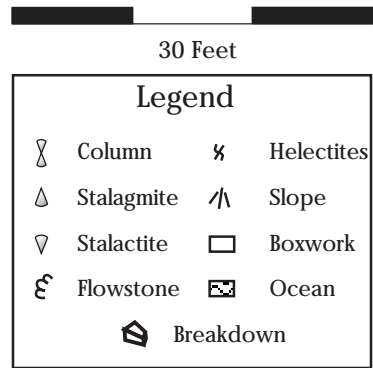 30 Feet
Legend
Column Helectites
Stalagmite Slope
Stalactite Boxwork
Flowstone Ocean
Breakdown